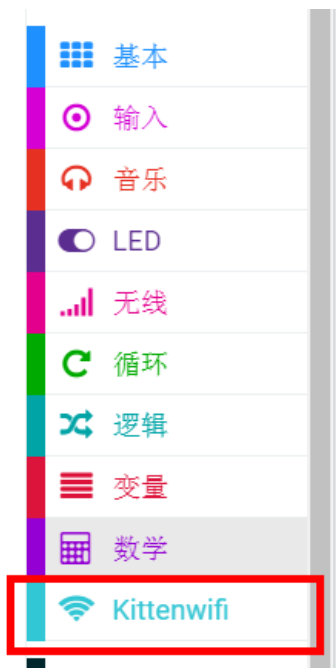 基本
输入
音乐
LED
无线
循环
逻辑
变量
数学
Kittenwifi